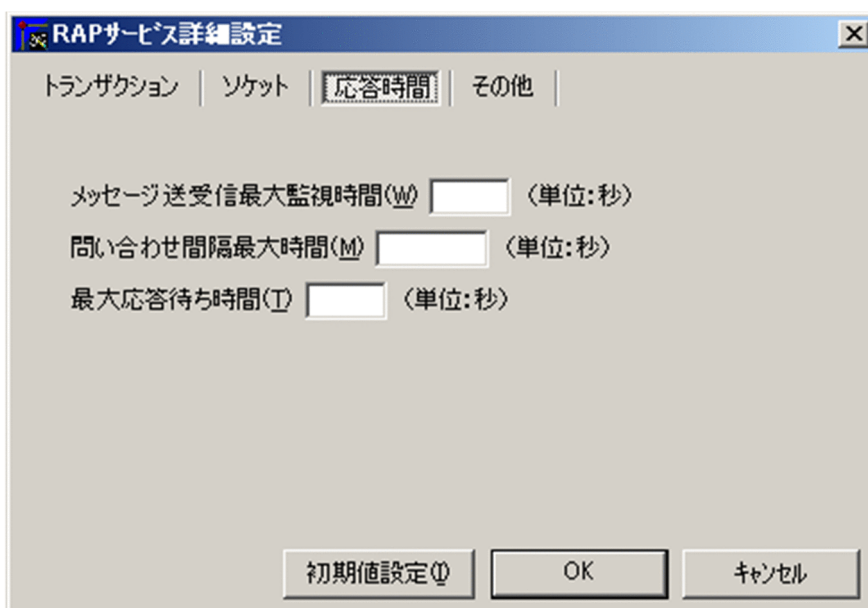 RAPサービス詳細設定
トランザクション ソケット 応答時間 その他
メッセージ送受信最大監視時間(W) (単位:秒)
問い合わせ間隔最大時間(M) (単位:秒)
最大応答待ち時間(T) (単位:秒)
初期値設定(I) OK キャンセル